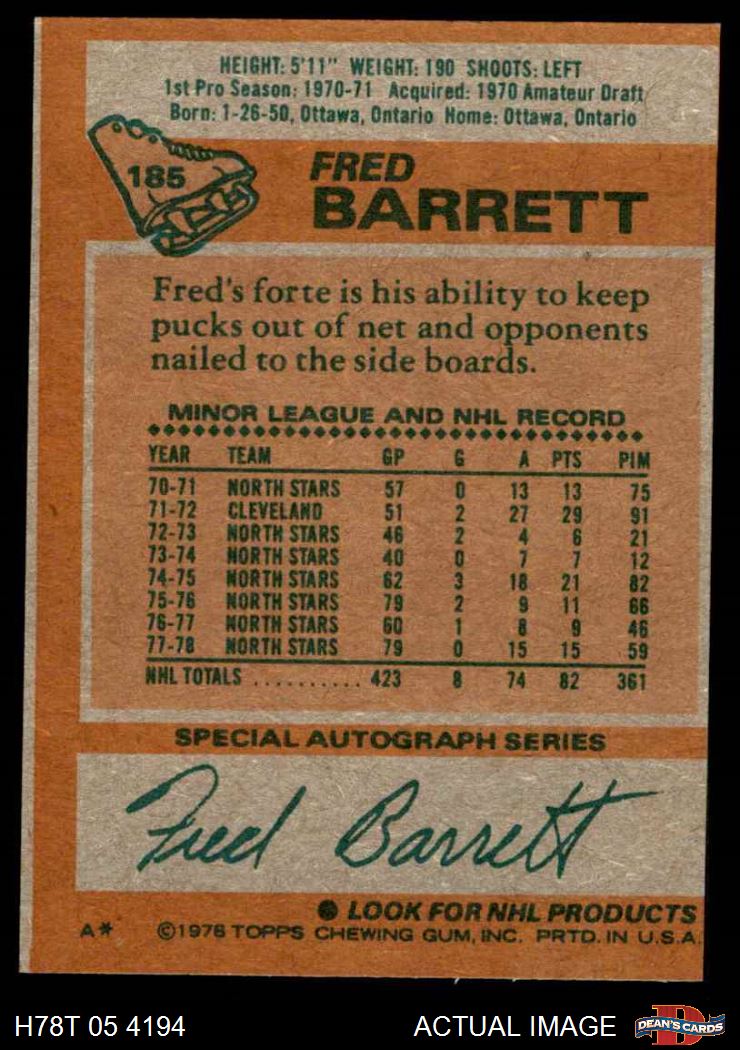 HEIGHT: 5'11" WEIGHT: 190 SHOOTS: LEFT
1st Pro Season: 1970-71 Acquired: 1970 Amateur Draft
Born: 1-26-50, Ottawa, Ontario Home: Ottawa, Ontario
185
FRED
BARRETT
Fred's forte is his ability to keep
pucks out of net and opponents
nailed to the side boards.
MINOR LEAGUE AND NHL RECORD
YEAR TEAM GP G A PTS PIM
70-71 NORTH STARS 57 0 13 13 75
71-72 CLEVELAND 51 2 27 29 91
72-73 NORTH STARS 46 2 4 6 21
73-74 NORTH STARS 40 0 7 7 12
74-75 NORTH STARS 62 3 18 21 82
75-76 NORTH STARS 79 2 9 11 66
76-77 NORTH STARS 60 1 8 9 46
77-78 NORTH STARS 79 0 15 15 59
NHL TOTALS .......... 423 8 74 82 361
SPECIAL AUTOGRAPH SERIES
Fred Barrett
● LOOK FOR NHL PRODUCTS
A* ©1978 TOPPS CHEWING GUM, INC. PRTD. IN U.S.A.
H78T 05 4194 ACTUAL IMAGE D DEAN'S CARDS